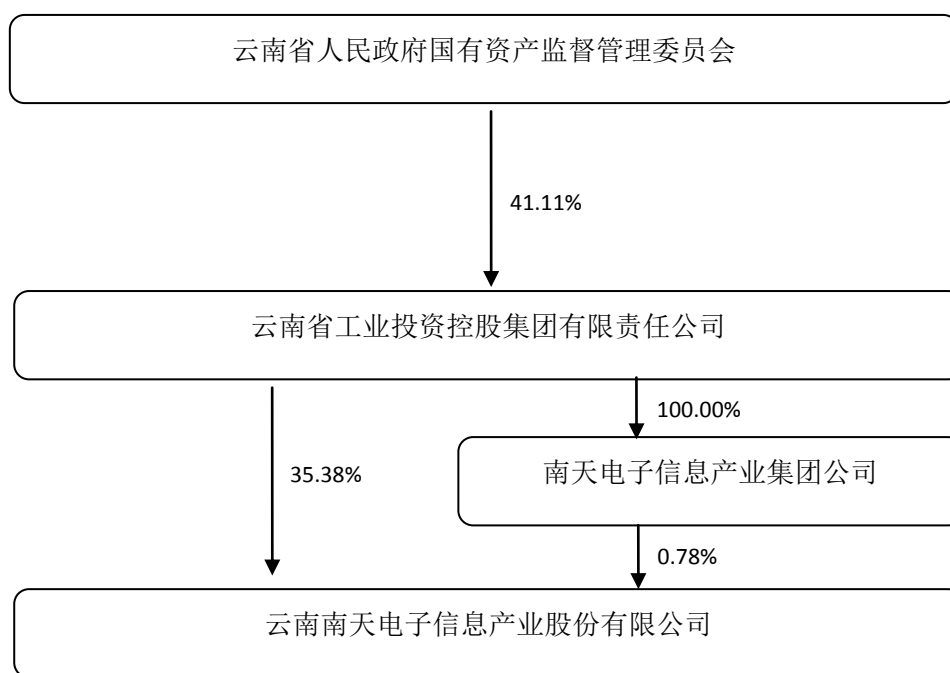 云南省人民政府国有资产监督管理委员会
41.11%
云南省工业投资控股集团有限责任公司
100.00%
35.38%
南天电子信息产业集团公司
0.78%
云南南天电子信息产业股份有限公司